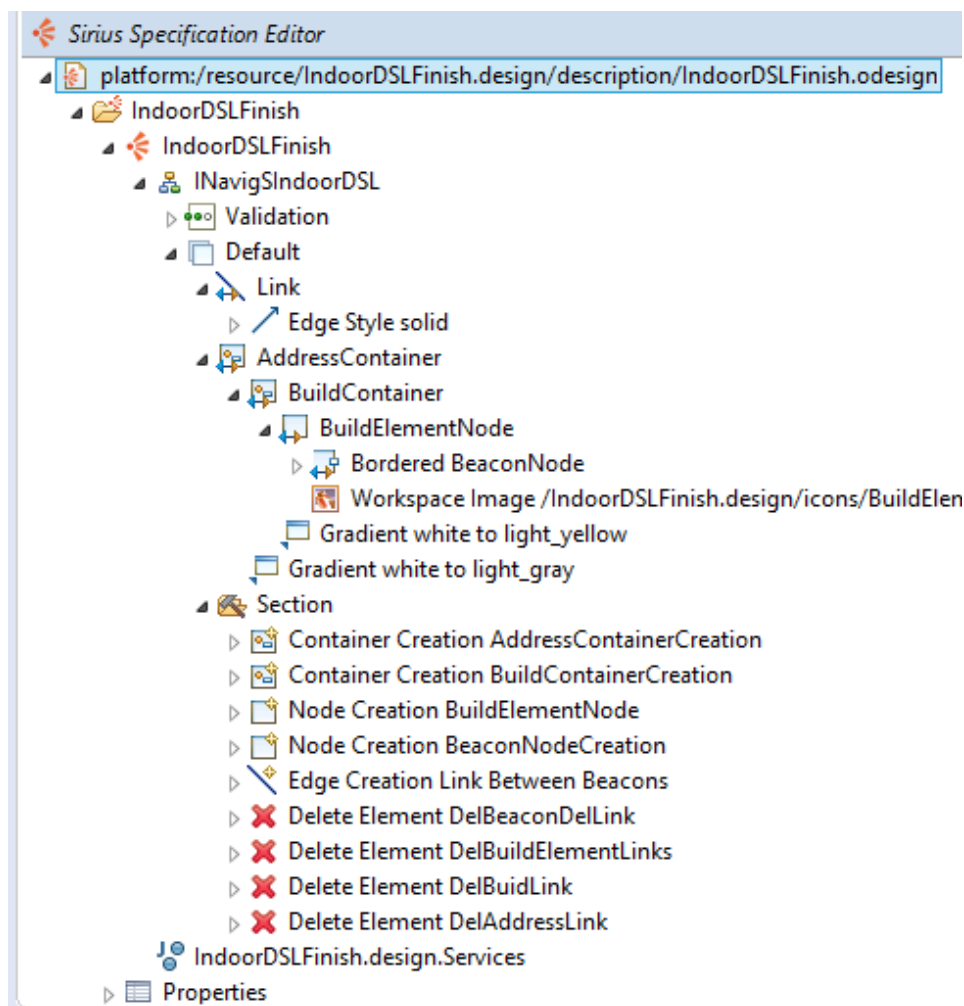 Sirius Specification Editor
platform:/resource/IndoorDSLFinish.design/description/IndoorDSLFinish.odesign
IndoorDSLFinish
IndoorDSLFinish
INavigSIndoorDSL
Validation
Default
Link
Edge Style solid
AddressContainer
BuildContainer
BuildElementNode
Bordered BeaconNode
Workspace Image /IndoorDSLFinish.design/icons/BuildElem
Gradient white to light_yellow
Gradient white to light_gray
Section
Container Creation AddressContainerCreation
Container Creation BuildContainerCreation
Node Creation BuildElementNode
Node Creation BeaconNodeCreation
Edge Creation Link Between Beacons
Delete Element DelBeaconDelLink
Delete Element DelBuildElementLinks
Delete Element DelBuidLink
Delete Element DelAddressLink
IndoorDSLFinish.design.Services
Properties